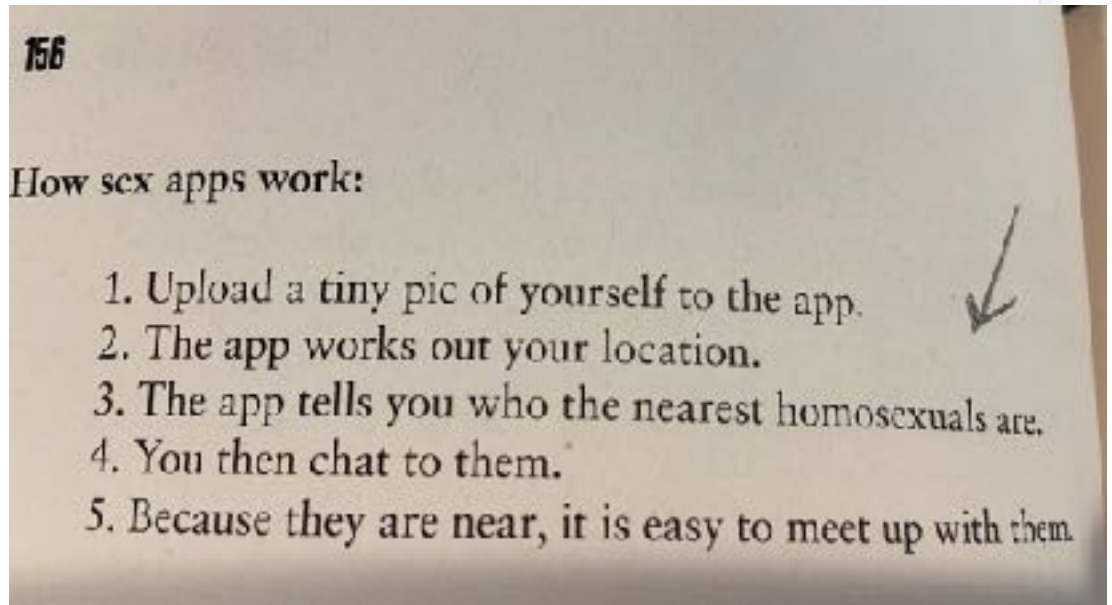 156
How sex apps work:
1. Upload a tiny pic of yourself to the app.
2. The app works out your location.
3. The app tells you who the nearest homosexuals are.
4. You then chat to them.
5. Because they are near, it is easy to meet up with them.